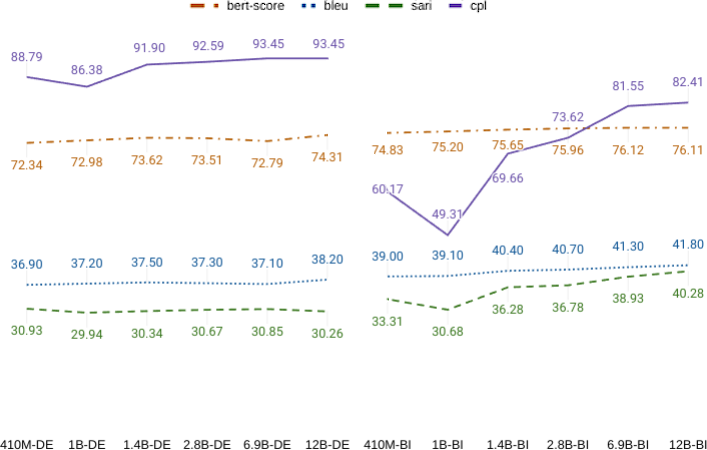 bert-score bleu sari cpl
88.79 86.38 91.90 92.59 93.45 93.45
72.34 72.98 73.62 73.51 72.79 74.31
36.90 37.20 37.50 37.30 37.10 38.20
30.93 29.94 30.34 30.67 30.85 30.26
60.17 49.31 69.66 73.62 81.55 82.41
74.83 75.20 75.65 75.96 76.12 76.11
39.00 39.10 40.40 40.70 41.30 41.80
33.31 30.68 36.28 36.78 38.93 40.28
410M-DE 1B-DE 1.4B-DE 2.8B-DE 6.9B-DE 12B-DE 410M-BI 1B-BI 1.4B-BI 2.8B-BI 6.9B-BI 12B-BI